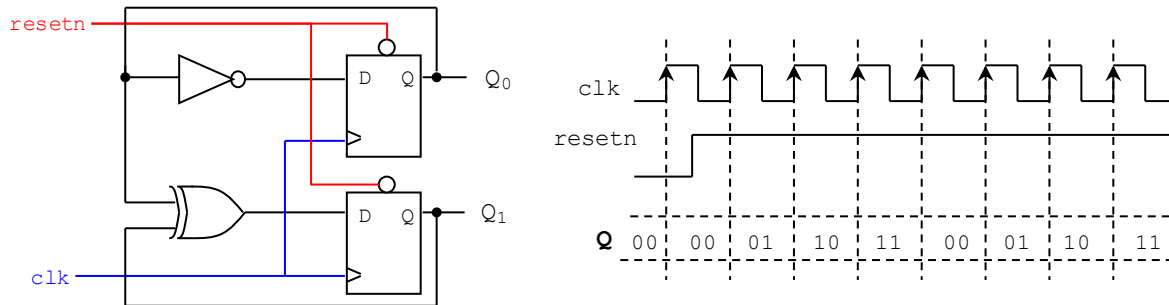 resetn
D Q
Q0
D Q
Q1
clk
clk
resetn
Q 00 00 01 10 11 00 01 10 11